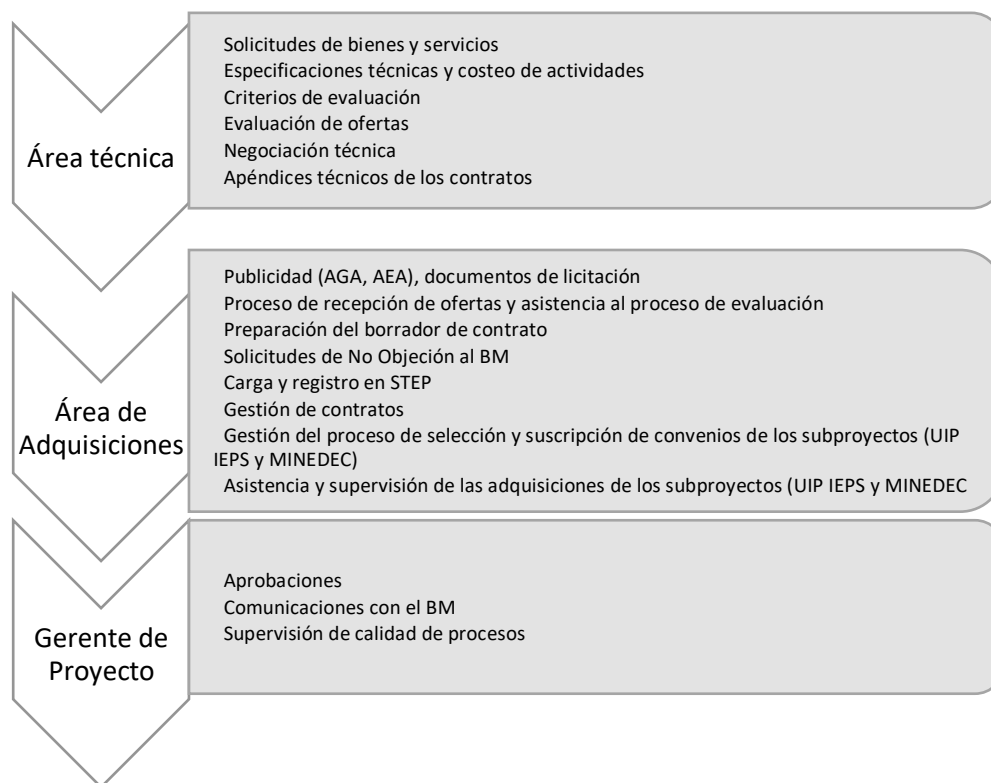 Área técnica
Solicitudes de bienes y servicios
Especificaciones técnicas y costeo de actividades
Criterios de evaluación
Evaluación de ofertas
Negociación técnica
Apéndices técnicos de los contratos
Área de
Adquisiciones
Publicidad (AGA, AEA), documentos de licitación
Proceso de recepción de ofertas y asistencia al proceso de evaluación
Preparación del borrador de contrato
Solicitudes de No Objeción al BM
Carga y registro en STEP
Gestión de contratos
Gestión del proceso de selección y suscripción de convenios de los subproyectos (UIP
IEPS y MINEDEC)
Asistencia y supervisión de las adquisiciones de los subproyectos (UIP IEPS y MINEDEC
Gerente de
Proyecto
Aprobaciones
Comunicaciones con el BM
Supervisión de calidad de procesos